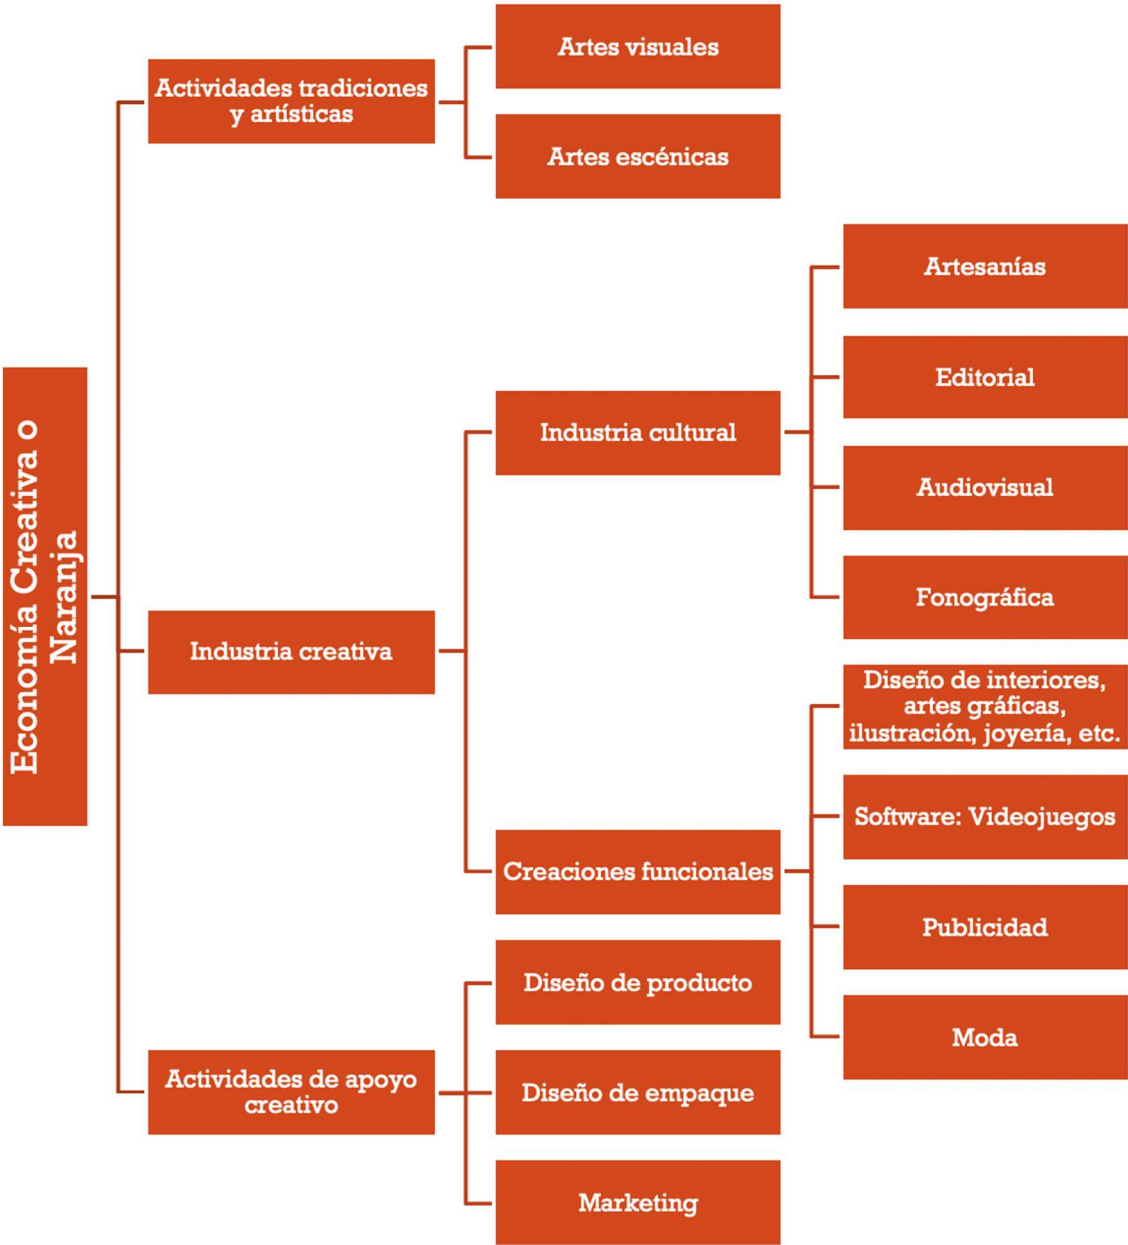 Economía Creativa o
Naranja
Actividades tradiciones
y artísticas
Artes visuales
Artes escénicas
Industria creativa
Industria cultural
Artesanías
Editorial
Audiovisual
Fonográfica
Creaciones funcionales
Diseño de interiores,
artes gráficas,
ilustración, joyería, etc.
Software: Videojuegos
Publicidad
Moda
Actividades de apoyo
creativo
Diseño de producto
Diseño de empaque
Marketing